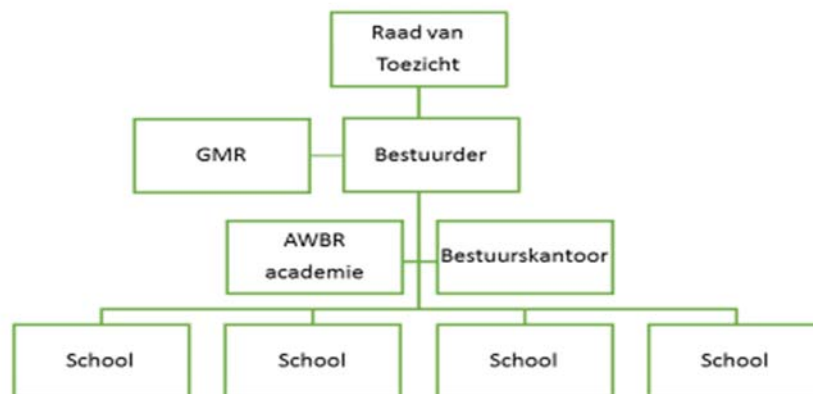 Raad van
Toezicht
GMR
Bestuurder
AWBR
academie
Bestuurskantoor
School
School
School
School